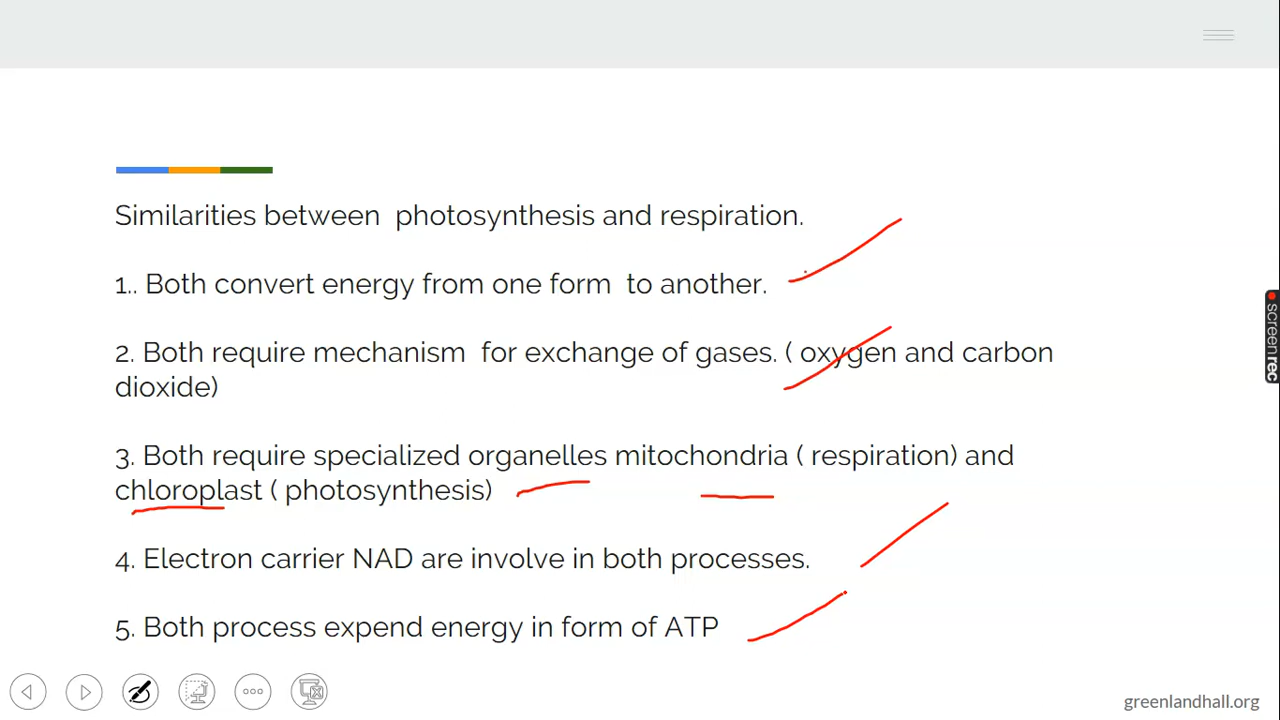 Similarities between photosynthesis and respiration.
1.. Both convert energy from one form to another.
2. Both require mechanism for exchange of gases. ( oxygen and carbon
dioxide)
3. Both require specialized organelles mitochondria ( respiration) and
chloroplast ( photosynthesis)
4. Electron carrier NAD are involve in both processes.
5. Both process expend energy in form of ATP
screenrec
greenlandhall.org